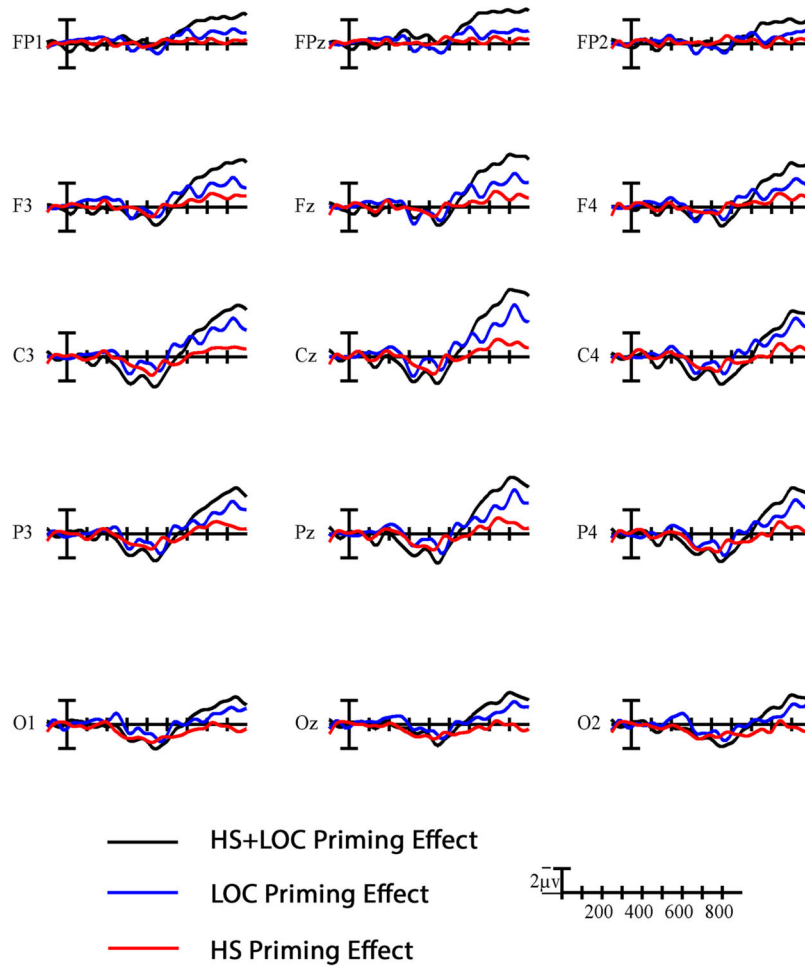 FP1 FPz FP2
F3 Fz F4
C3 Cz C4
P3 Pz P4
O1 Oz O2
HS+LOC Priming Effect
LOC Priming Effect
HS Priming Effect
2μv
200 400 600 800